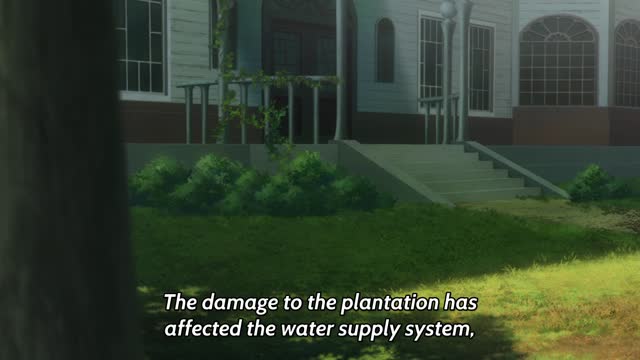 The damage to the plantation has
affected the water supply system,